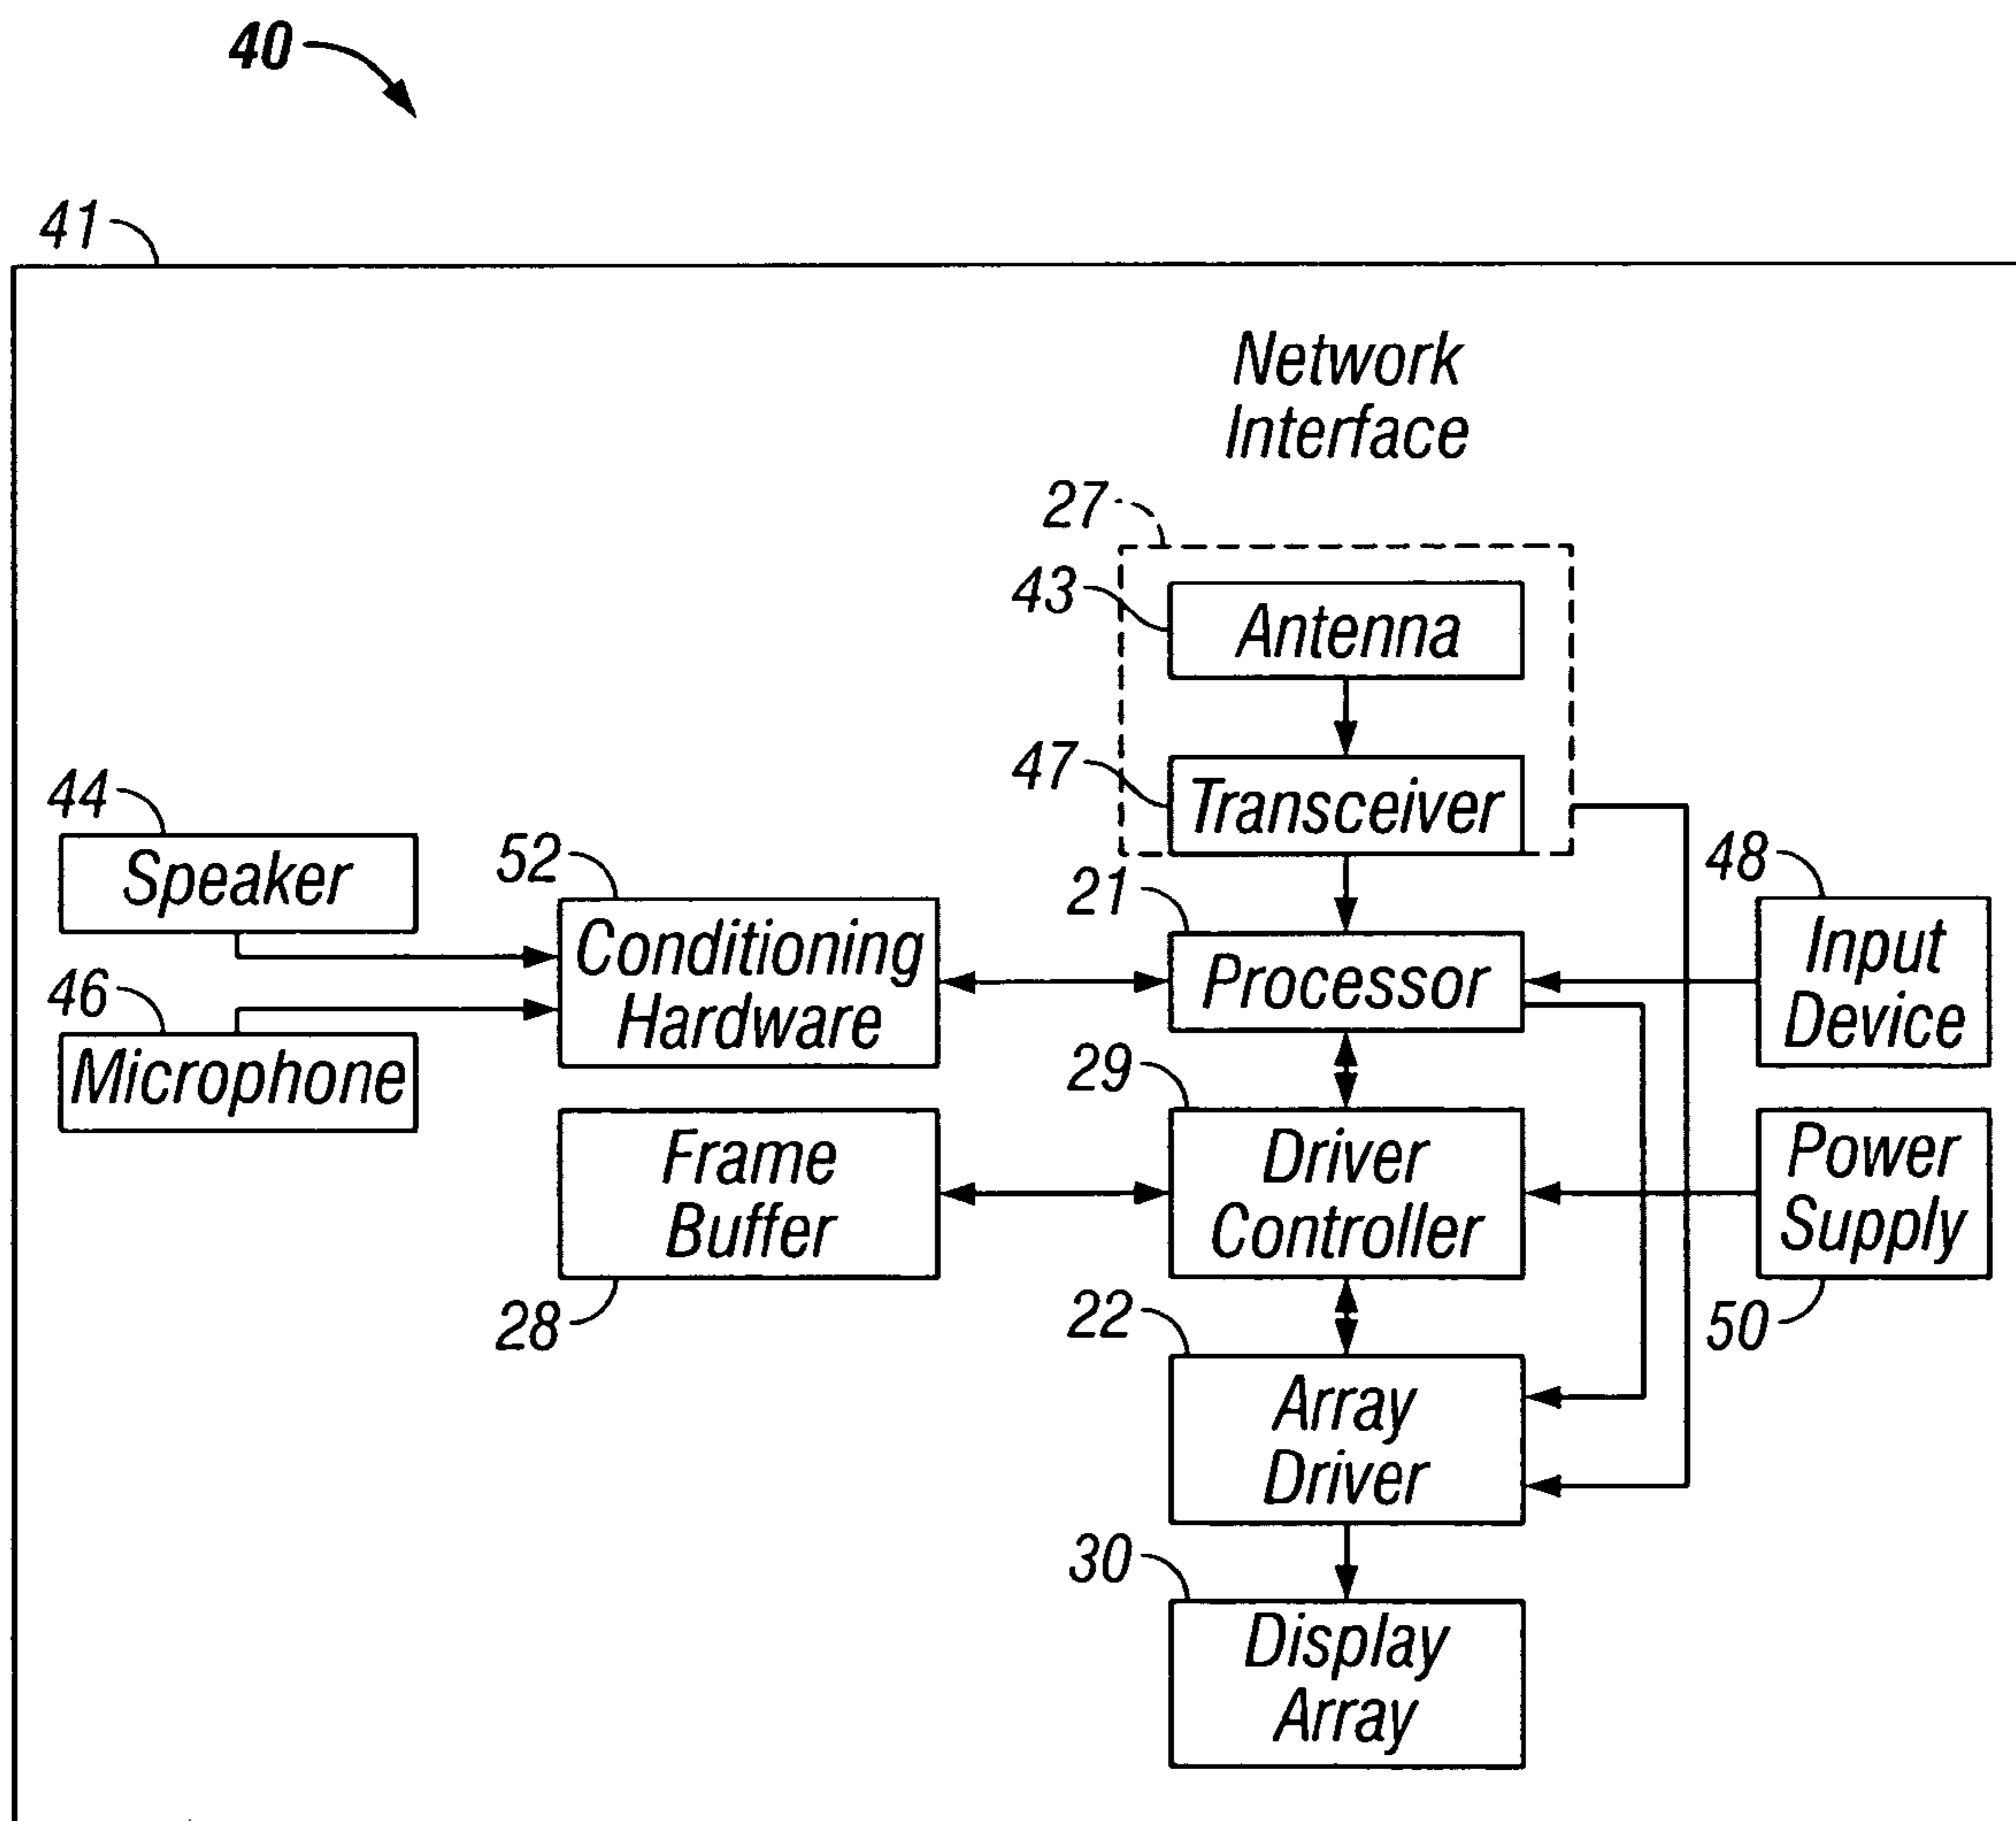 40
41
Network
Interface
27
43
Antenna
47
Transceiver
44
Speaker
52
Conditioning
Hardware
21
Processor
48
Input
Device
46
Microphone
29
Driver
Controller
Frame
Buffer
28
Power
Supply
50
22
Array
Driver
30
Display
Array